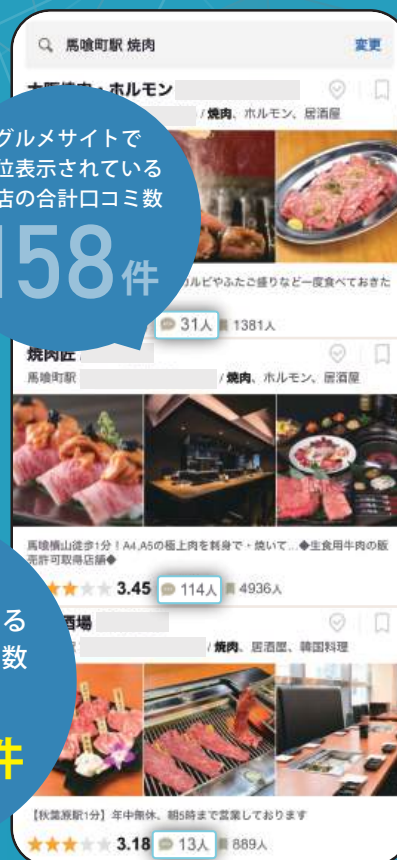 馬喰町駅 焼肉
変更
大阪焼肉・ホルモン
/ 焼肉、ホルモン、居酒屋
グルメサイトで
位表示されている
店の合計口コミ数
158件
カルビやふたご盛りなど一度食べておきた
31人
1381人
焼肉匠
馬喰町駅
/ 焼肉、ホルモン、居酒屋
馬喰横山徒歩1分！A4,A5の極上肉を刺身で・焼いて...◆生食用牛肉の販
売許可取得店舗◆
3.45
114人
4936人
る
数
件
酒場
/ 焼肉、居酒屋、韓国料理
【秋葉原駅1分】年中無休、朝5時まで営業しております
3.18
13人
889人